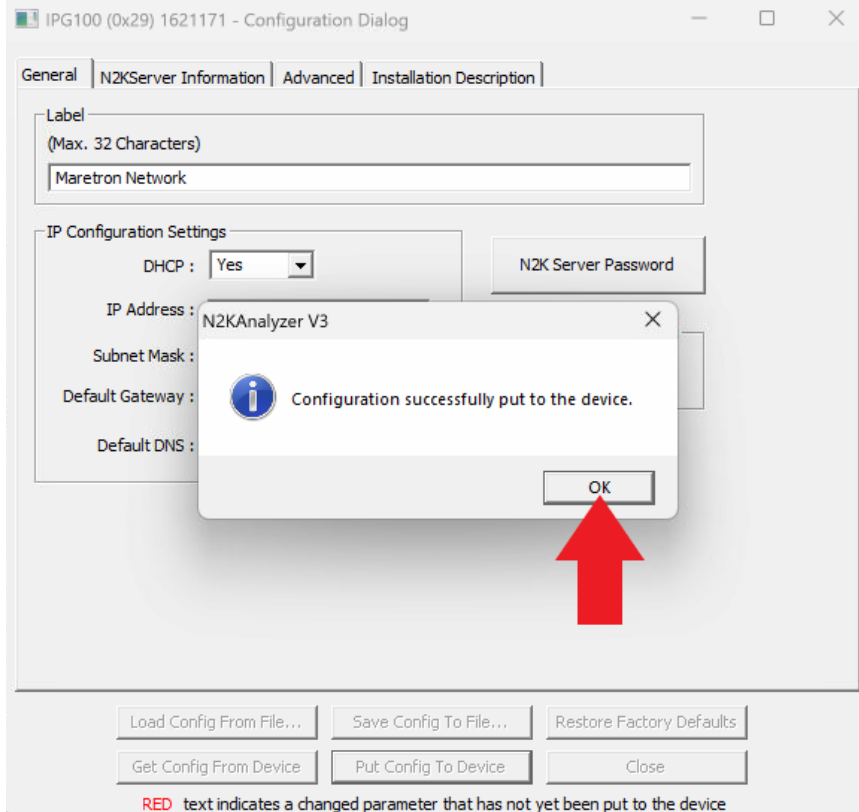 IPG100 (0x29) 1621171 - Configuration Dialog
General N2KServer Information Advanced Installation Description
Label
(Max. 32 Characters)
Maretron Network
IP Configuration Settings
DHCP : Yes
N2K Server Password
IP Address :
N2KAnalyzer V3
Subnet Mask :
Default Gateway :
Configuration successfully put to the device.
Default DNS :
OK
Load Config From File... Save Config To File... Restore Factory Defaults
Get Config From Device Put Config To Device Close
RED text indicates a changed parameter that has not yet been put to the device